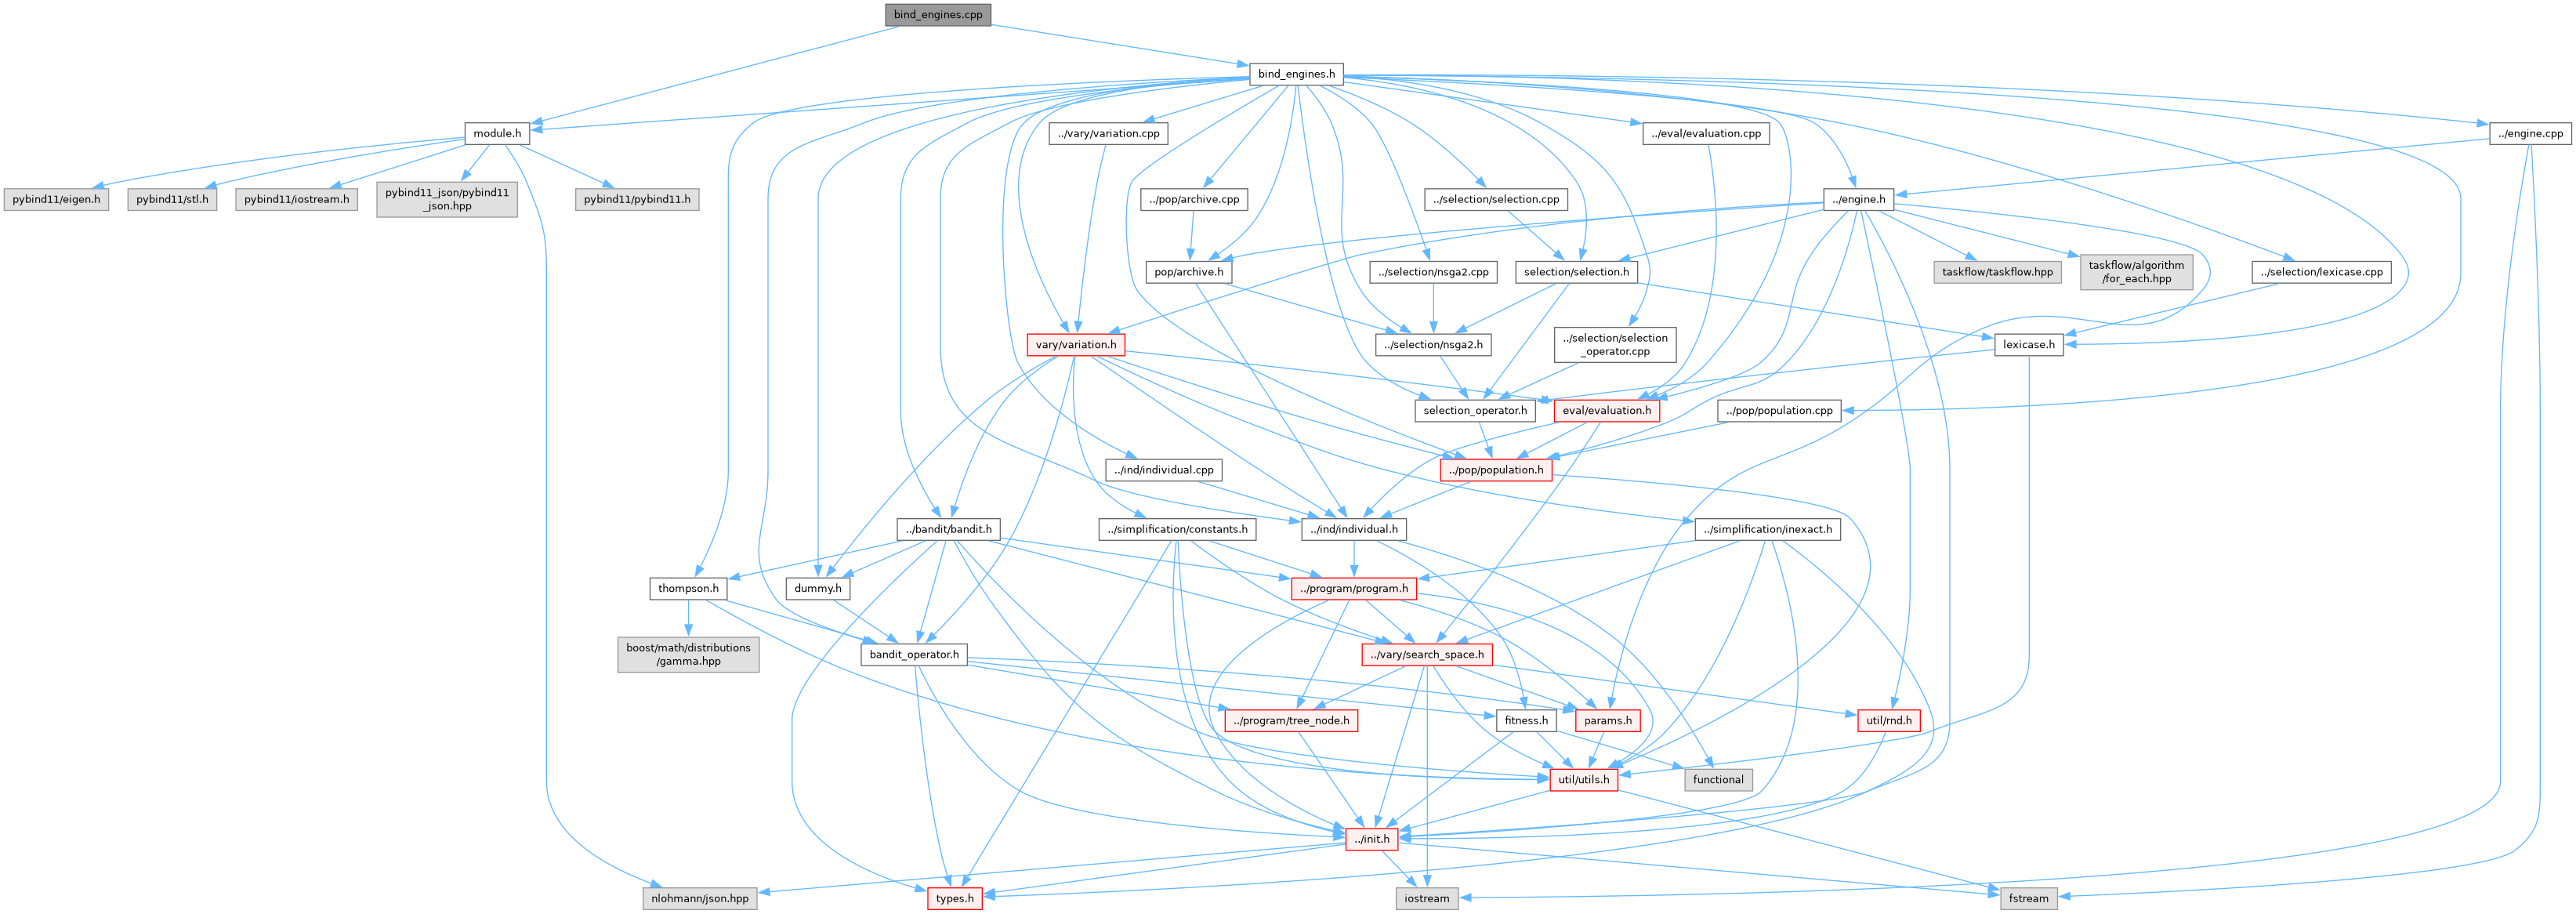 bind_engines.cpp
bind_engines.h
module.h
../vary/variation.cpp
../eval/evaluation.cpp
../engine.cpp
pybind11/eigen.h
pybind11/stl.h
pybind11/iostream.h
pybind11_json/pybind11
_json.hpp
pybind11/pybind11.h
../pop/archive.cpp
../selection/selection.cpp
../engine.h
pop/archive.h
../selection/nsga2.cpp
selection/selection.h
taskflow/taskflow.hpp
taskflow/algorithm
/for_each.hpp
../selection/lexicase.cpp
vary/variation.h
../selection/nsga2.h
../selection/selection
_operator.cpp
lexicase.h
selection_operator.h
eval/evaluation.h
../pop/population.cpp
../ind/individual.cpp
../pop/population.h
../bandit/bandit.h
../simplification/constants.h
../ind/individual.h
../simplification/inexact.h
thompson.h
dummy.h
../program/program.h
boost/math/distributions
/gamma.hpp
bandit_operator.h
../vary/search_space.h
../program/tree_node.h
fitness.h
params.h
util/rnd.h
util/utils.h
functional
../init.h
nlohmann/json.hpp
types.h
iostream
fstream